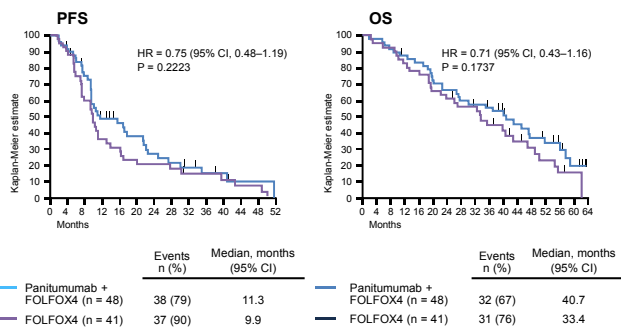 PFS
HR = 0.75 (95% CI, 0.48–1.19)
P = 0.2223
Kaplan-Meier estimate
100
90
80
70
60
50
40
30
20
10
0
0 4 8 12 16 20 24 28 32 36 40 44 48 52
Months
OS
HR = 0.71 (95% CI, 0.43–1.16)
P = 0.1737
Kaplan-Meier estimate
100
90
80
70
60
50
40
30
20
10
0
0 4 8 12 16 20 24 28 32 36 40 44 48 52 56 60 64
Months
Events Median, months
n (%) (95% CI)
Panitumumab +
FOLFOX4 (n = 48) 38 (79) 11.3
FOLFOX4 (n = 41) 37 (90) 9.9
Events Median, months
n (%) (95% CI)
Panitumumab +
FOLFOX4 (n = 48) 32 (67) 40.7
FOLFOX4 (n = 41) 31 (76) 33.4